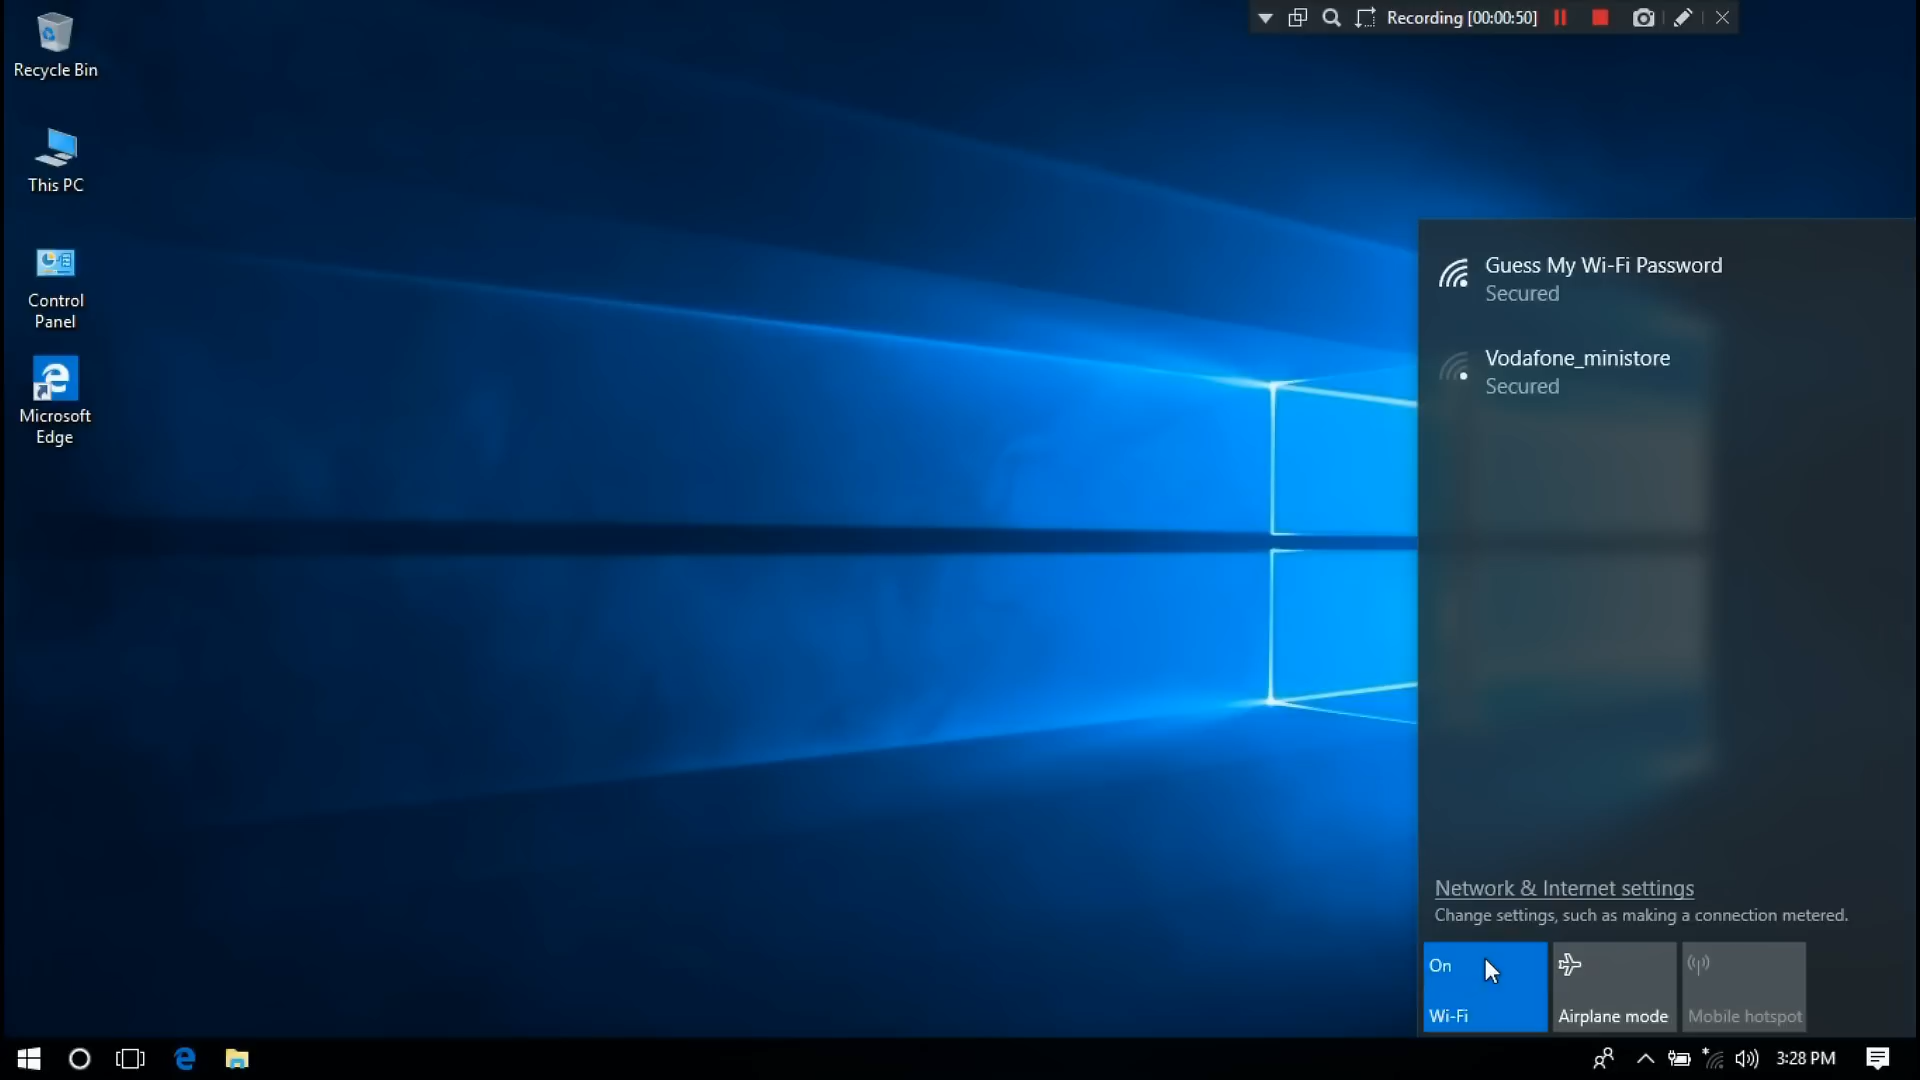 Recording [00:00:50]
Recycle Bin
This PC
Control
Panel
Microsoft
Edge
Guess My Wi-Fi Password
Secured
Vodafone_ministore
Secured
Network & Internet settings
Change settings, such as making a connection metered.
On
Wi-Fi
Airplane mode
Mobile hotspot
3:28 PM